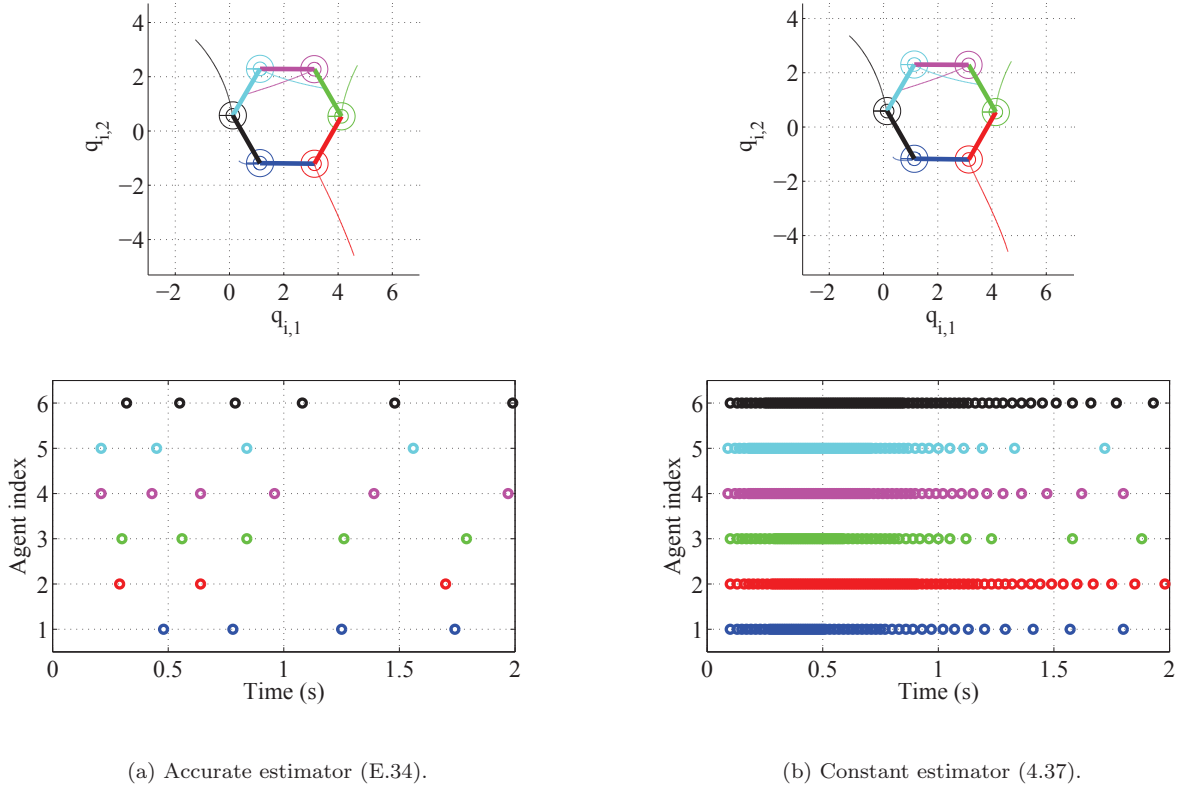 4
2
0
−2
−4
q_{i,2}
−2 0 2 4 6
q_{i,1}
6
5
4
3
2
1
Agent index
0 0.5 1 1.5 2
Time (s)
(a) Accurate estimator (E.34).
4
2
0
−2
−4
q_{i,2}
−2 0 2 4 6
q_{i,1}
6
5
4
3
2
1
Agent index
0 0.5 1 1.5 2
Time (s)
(b) Constant estimator (4.37).